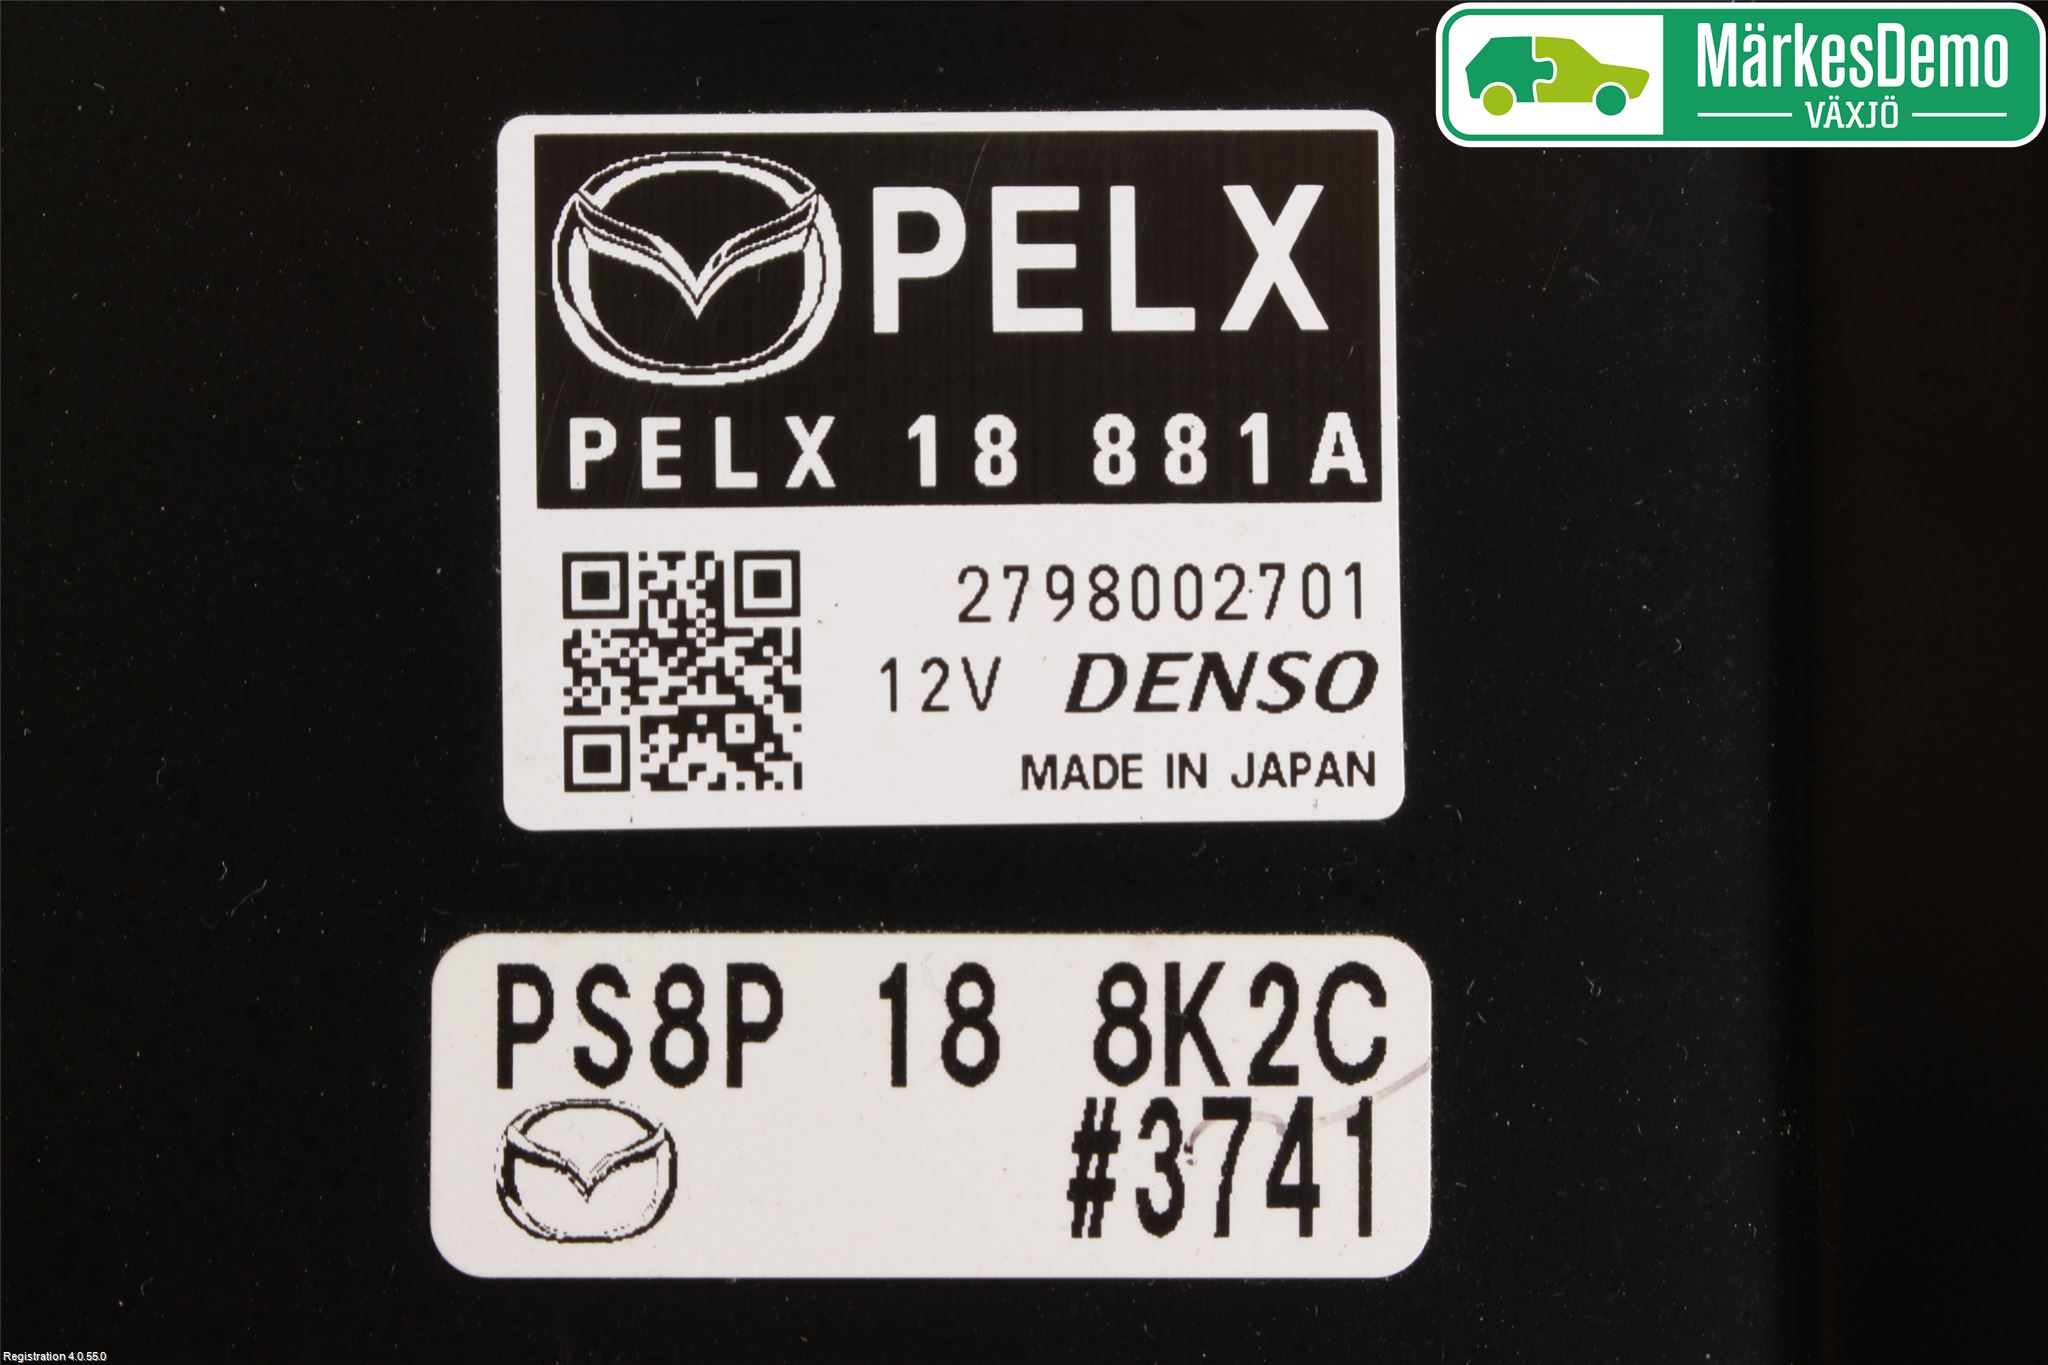 MärkesDemo
VÄXJÖ
PELX
PELX 18 881A
2798002701
12V DENSO
MADE IN JAPAN
PS8P 18 8K2C
#3741
Registration 4.0.55.0